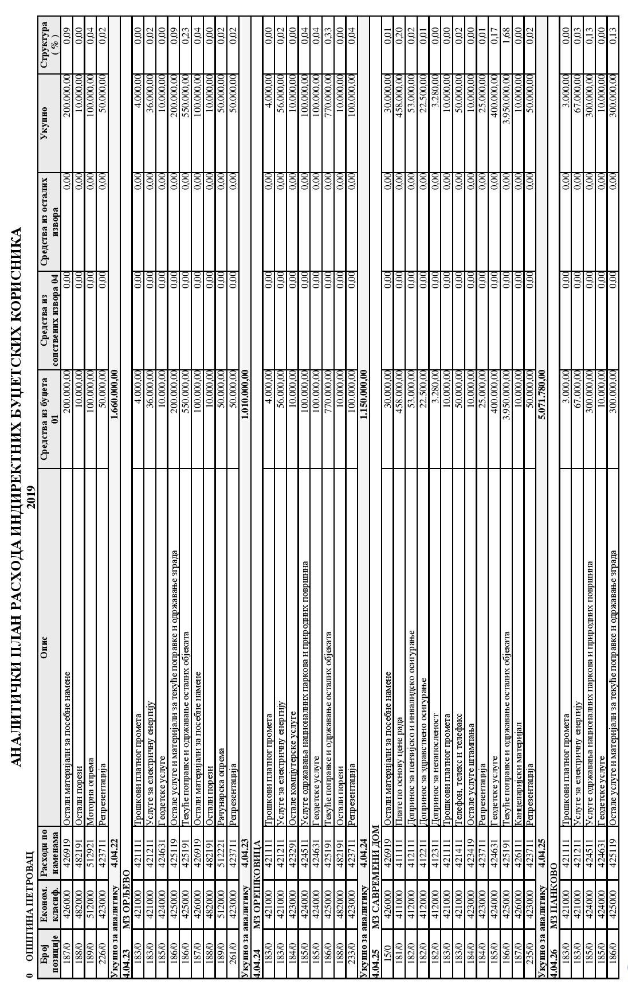 АНАЛИТИЧКИ ПЛАН РАСХОДА ИНДИРЕКТНИХ БУЏЕТСКИХ КОРИСНИКА
2019
0 ОПШТИНА ПЕТРОВАЦ
Број позиције Економ. класиф. Расходи по наменама Опис Средства из буџета 01 Средства из сопствених извора 04 Средства из осталих извора Укупно Структура ( % )
187/0 426000 426919 Остали материјали за посебне намене 200.000,00 0,00 0,00 200.000,00 0,09
188/0 482000 482191 Остали порези 10.000,00 0,00 0,00 10.000,00 0,00
189/0 512000 512921 Моторна опрема 100.000,00 0,00 0,00 100.000,00 0,04
226/0 423000 423711 Репрезентација 50.000,00 0,00 0,00 50.000,00 0,02
Укупно за аналитику 4.04.22 1.660.000,00
4.04.23 МЗ ОРЉЕВО
183/0 421000 421111 Трошкови платног промета 4.000,00 0,00 0,00 4.000,00 0,00
183/0 421000 421211 Услуге за електричну енергију 36.000,00 0,00 0,00 36.000,00 0,02
185/0 424000 424631 Геодетске услуге 10.000,00 0,00 0,00 10.000,00 0,00
186/0 425000 425119 Остале услуге и материјали за текуће поправке и одржавање зграда 200.000,00 0,00 0,00 200.000,00 0,09
186/0 425000 425191 Текуће поправке и одржавање осталих објеката 550.000,00 0,00 0,00 550.000,00 0,23
187/0 426000 426919 Остали материјали за посебне намене 100.000,00 0,00 0,00 100.000,00 0,04
188/0 482000 482191 Остали порези 10.000,00 0,00 0,00 10.000,00 0,00
189/0 512000 512221 Рачунарска опрема 50.000,00 0,00 0,00 50.000,00 0,02
261/0 423000 423711 Репрезентација 50.000,00 0,00 0,00 50.000,00 0,02
Укупно за аналитику 4.04.23 1.010.000,00
4.04.24 МЗ ОРЕШКОВИЦА
183/0 421000 421111 Трошкови платног промета 4.000,00 0,00 0,00 4.000,00 0,00
183/0 421000 421211 Услуге за електричну енергију 56.000,00 0,00 0,00 56.000,00 0,02
184/0 423000 423291 Остале компјутерске услуге 10.000,00 0,00 0,00 10.000,00 0,00
185/0 424000 424511 Услуге одржавања националних паркова и природних површина 100.000,00 0,00 0,00 100.000,00 0,04
185/0 424000 424631 Геодетске услуге 100.000,00 0,00 0,00 100.000,00 0,04
186/0 425000 425191 Текуће поправке и одржавање осталих објеката 770.000,00 0,00 0,00 770.000,00 0,33
188/0 482000 482191 Остали порези 10.000,00 0,00 0,00 10.000,00 0,00
233/0 423000 423711 Репрезентација 100.000,00 0,00 0,00 100.000,00 0,04
Укупно за аналитику 4.04.24 1.150.000,00
4.04.25 МЗ САВРЕМЕНИ ДОМ
15/0 426000 426919 Остали материјали за посебне намене 30.000,00 0,00 0,00 30.000,00 0,01
181/0 411000 411111 Плате по основу цене рада 458.000,00 0,00 0,00 458.000,00 0,20
182/0 412000 412111 Допринос за пензијско и инвалидско осигурање 53.000,00 0,00 0,00 53.000,00 0,02
182/0 412000 412211 Допринос за здравствено осигурање 22.500,00 0,00 0,00 22.500,00 0,01
182/0 412000 412311 Допринос за незапосленост 3.280,00 0,00 0,00 3.280,00 0,00
183/0 421000 421111 Трошкови платног промета 10.000,00 0,00 0,00 10.000,00 0,00
183/0 421000 421411 Телефон, телекс и телефакс 50.000,00 0,00 0,00 50.000,00 0,02
184/0 423000 423419 Остале услуге штампања 10.000,00 0,00 0,00 10.000,00 0,00
184/0 423000 423711 Репрезентација 25.000,00 0,00 0,00 25.000,00 0,01
185/0 424000 424631 Геодетске услуге 400.000,00 0,00 0,00 400.000,00 0,17
186/0 425000 425191 Текуће поправке и одржавање осталих објеката 3.950.000,00 0,00 0,00 3.950.000,00 1,68
187/0 426000 426111 Канцеларијски материјал 10.000,00 0,00 0,00 10.000,00 0,00
235/0 423000 423711 Репрезентација 50.000,00 0,00 0,00 50.000,00 0,02
Укупно за аналитику 4.04.25 5.071.780,00
4.04.26 МЗ ПАНКОВО
183/0 421000 421111 Трошкови платног промета 3.000,00 0,00 0,00 3.000,00 0,00
183/0 421000 421211 Услуге за електричну енергију 67.000,00 0,00 0,00 67.000,00 0,03
185/0 424000 424511 Услуге одржавања националних паркова и природних површина 300.000,00 0,00 0,00 300.000,00 0,13
185/0 424000 424631 Геодетске услуге 10.000,00 0,00 0,00 10.000,00 0,00
186/0 425000 425119 Остале услуге и материјали за текуће поправке и одржавање зграда 300.000,00 0,00 0,00 300.000,00 0,13